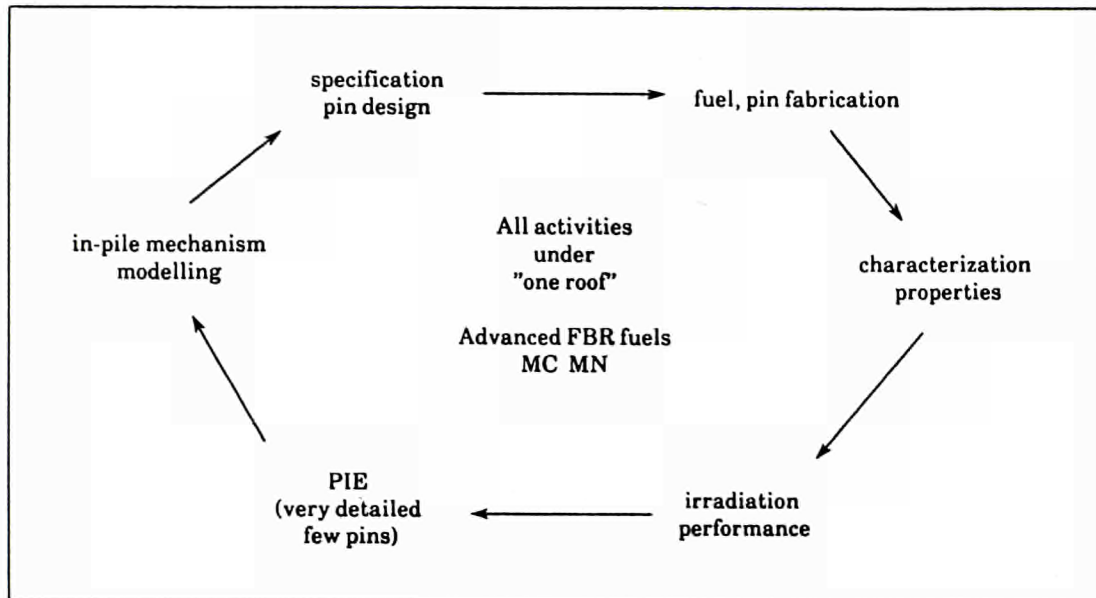 specification
pin design
fuel, pin fabrication
characterization
properties
irradiation
performance
PIE
(very detailed
few pins)
in-pile mechanism
modelling
All activities
under
”one roof”
Advanced FBR fuels
MC MN